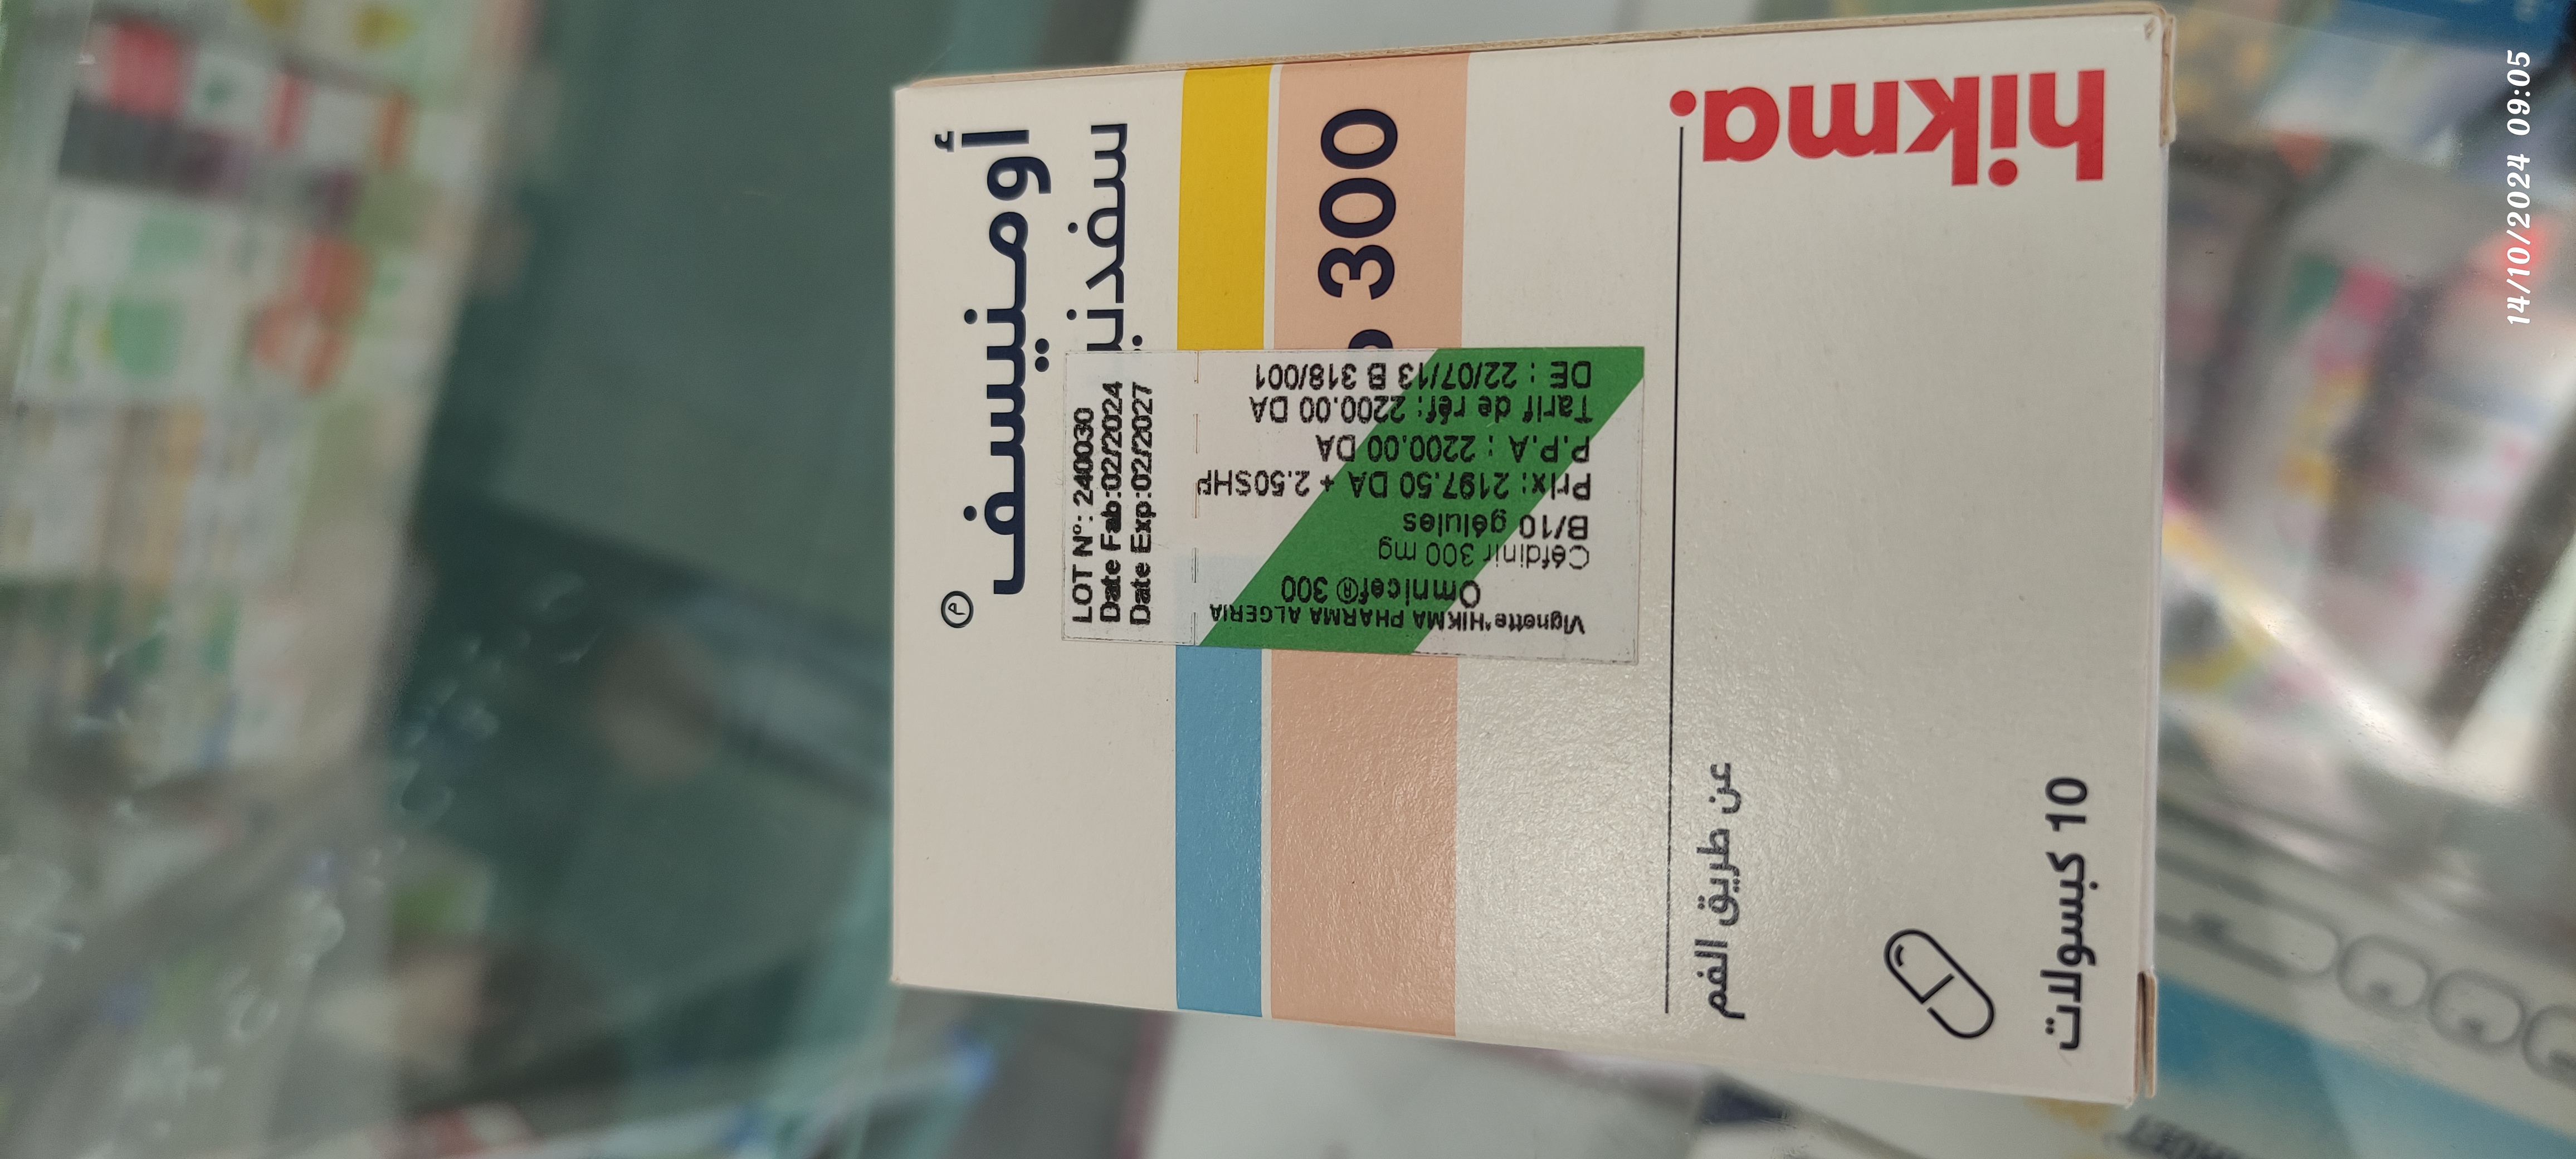 أومنيسف
سفدني
300
LOT N°: 240030
Date Fab:02/2024
Date Exp:02/2027
Vignette"HIKMA PHARMA ALGERIA
Omnicef® 300
Céfdinir 300 mg
B/10 gélules
Prix: 2197.50 DA + 2.50SHP
P.P.A : 2200.00 DA
Tarif de réf: 2200.00 DA
DE : 22/07/13 B 318/001
hikma.
عن طريق الفم
10 كبسولات
14/10/2024 09:05